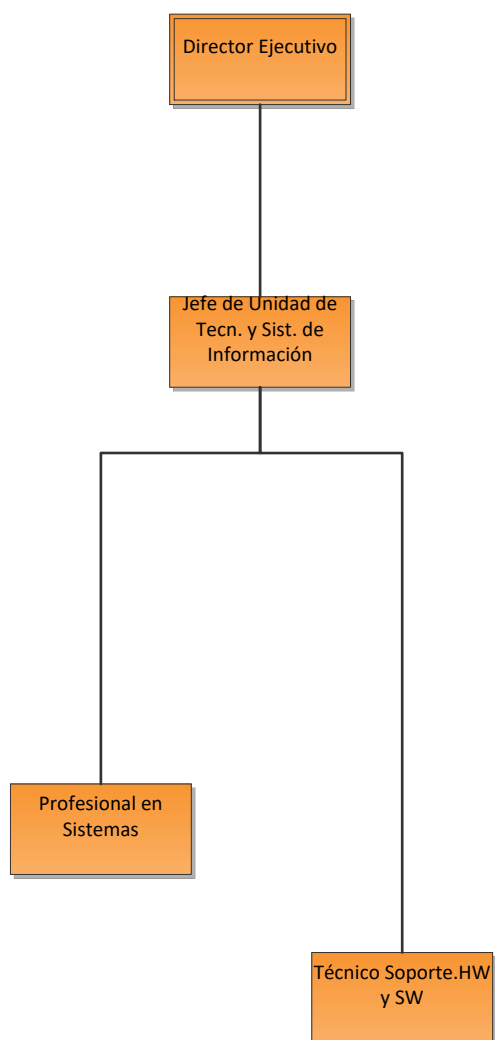 Director Ejecutivo
Jefe de Unidad de
Tecn. y Sist. de
Información
Profesional en
Sistemas
Técnico Soporte.HW
y SW